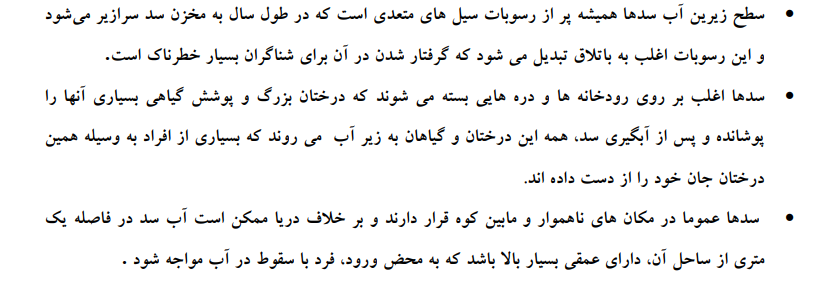 • سطح زیرین آب سدها همیشه پر از رسوبات سیل های متعدی است که در طول سال به مخزن سد سرازیر می‌شود
و این رسوبات اغلب به باتلاق تبدیل می شود که گرفتار شدن در آن برای شناگران بسیار خطرناک است.
• سدها اغلب بر روی رودخانه ها و دره هایی بسته می شوند که درختان بزرگ و پوشش گیاهی بسیاری آنها را
پوشانده و پس از آبگیری سد، همه این درختان و گیاهان به زیر آب می روند که بسیاری از افراد به وسیله همین
درختان جان خود را از دست داده اند.
• سدها عموما در مکان های ناهموار و مابین کوه قرار دارند و بر خلاف دریا ممکن است آب سد در فاصله یک
متری از ساحل آن، دارای عمقی بسیار بالا باشد که به محض ورود، فرد با سقوط در آب مواجه شود .